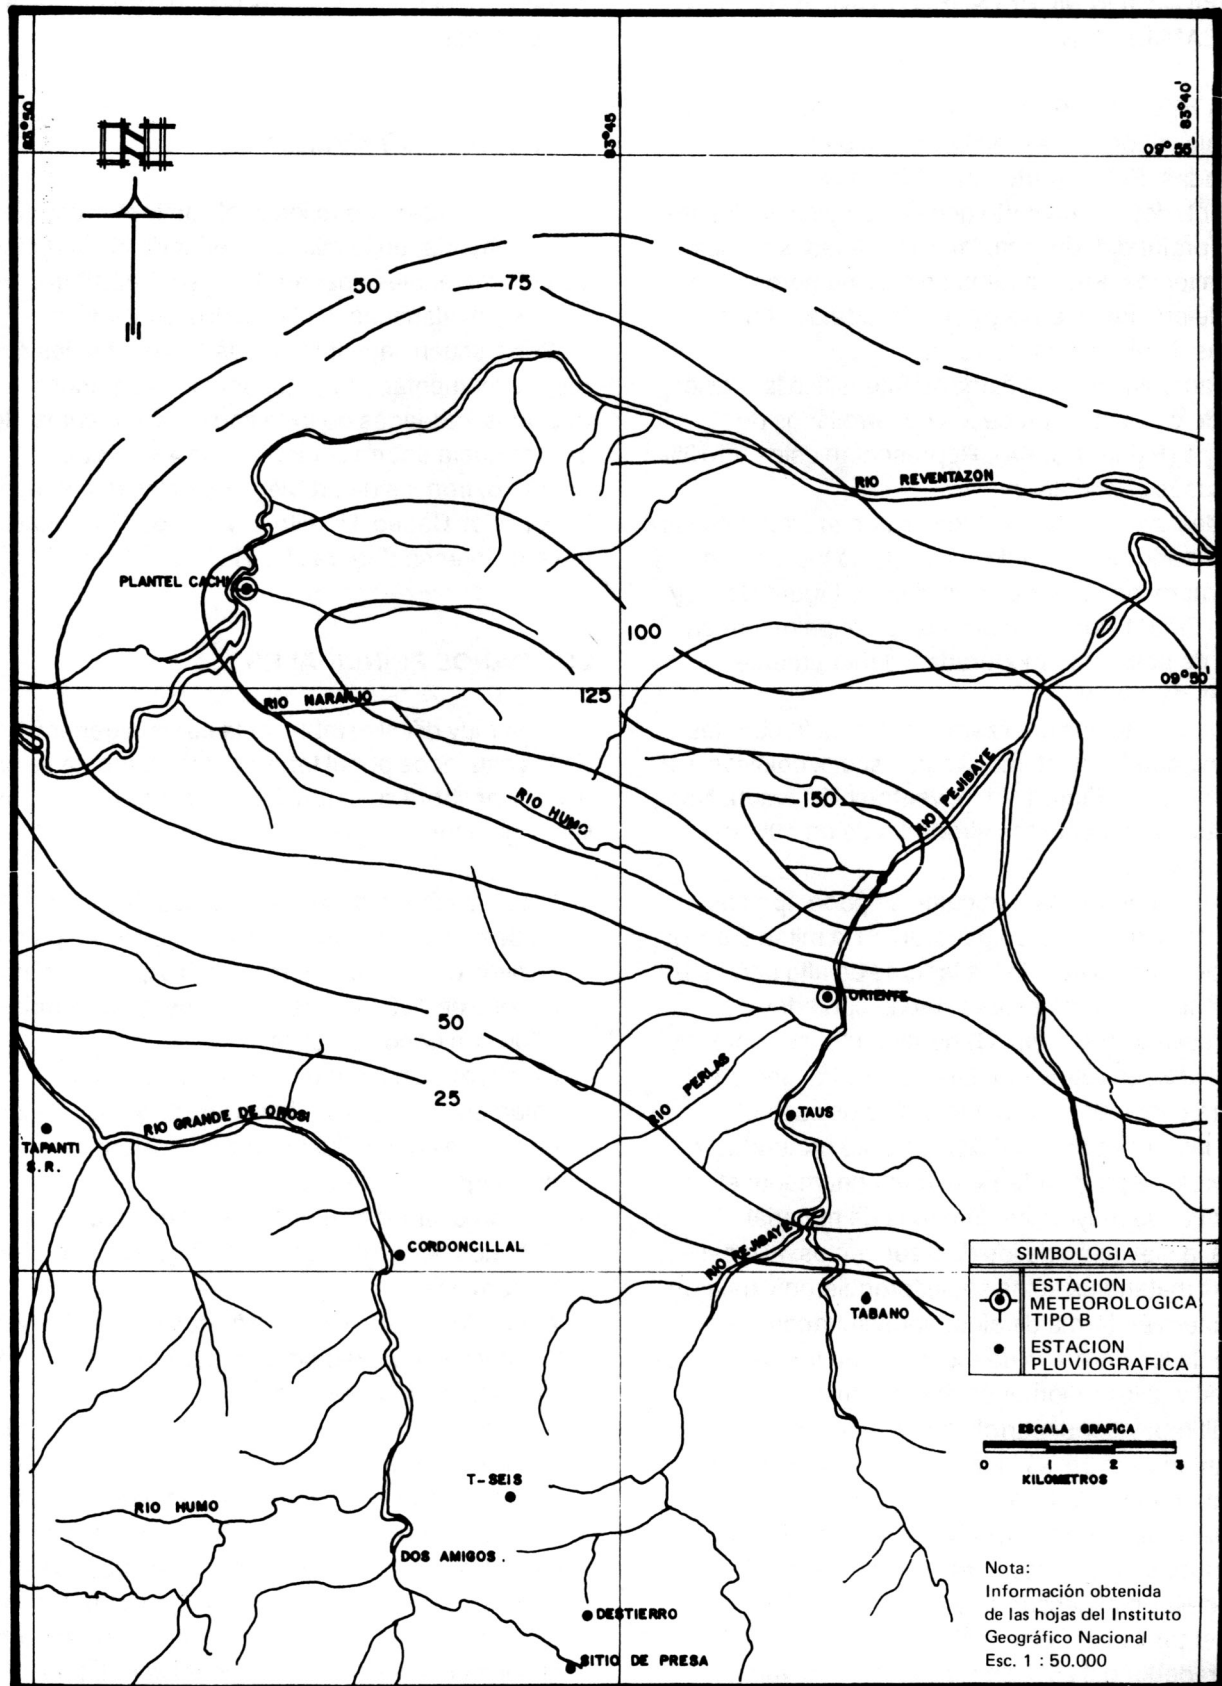 83°50'
83°45
83°40'
09°55'
N
50
75
RIO REVENTAZON
PLANTEL CACHI
100
RIO NARANJO
125
09°50'
RIO HUMO
150
RIO PEJIBAYE
ORIENTE
50
RIO PERLAS
25
TAUS
RIO GRANDE DE OROSI
TAPANTI
S.R.
CORDONCILLAL
RIO REJIBAYE
TABANO
SIMBOLOGIA
ESTACION
METEOROLOGICA
TIPO B
ESTACION
PLUVIOGRAFICA
ESCALA GRAFICA
0 1 2 3
KILOMETROS
T-SEIS
RIO HUMO
DOS AMIGOS .
DESTIERRO
SITIO DE PRESA
Nota:
Información obtenida
de las hojas del Instituto
Geográfico Nacional
Esc. 1 : 50.000